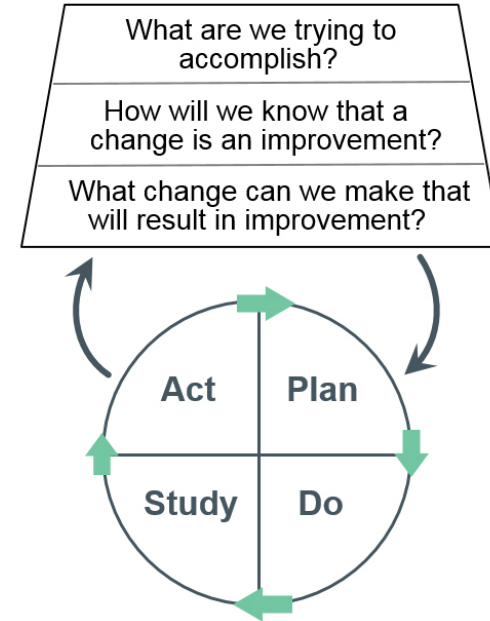 What are we trying to
accomplish?
How will we know that a
change is an improvement?
What change can we make that
will result in improvement?
Act
Plan
Study
Do